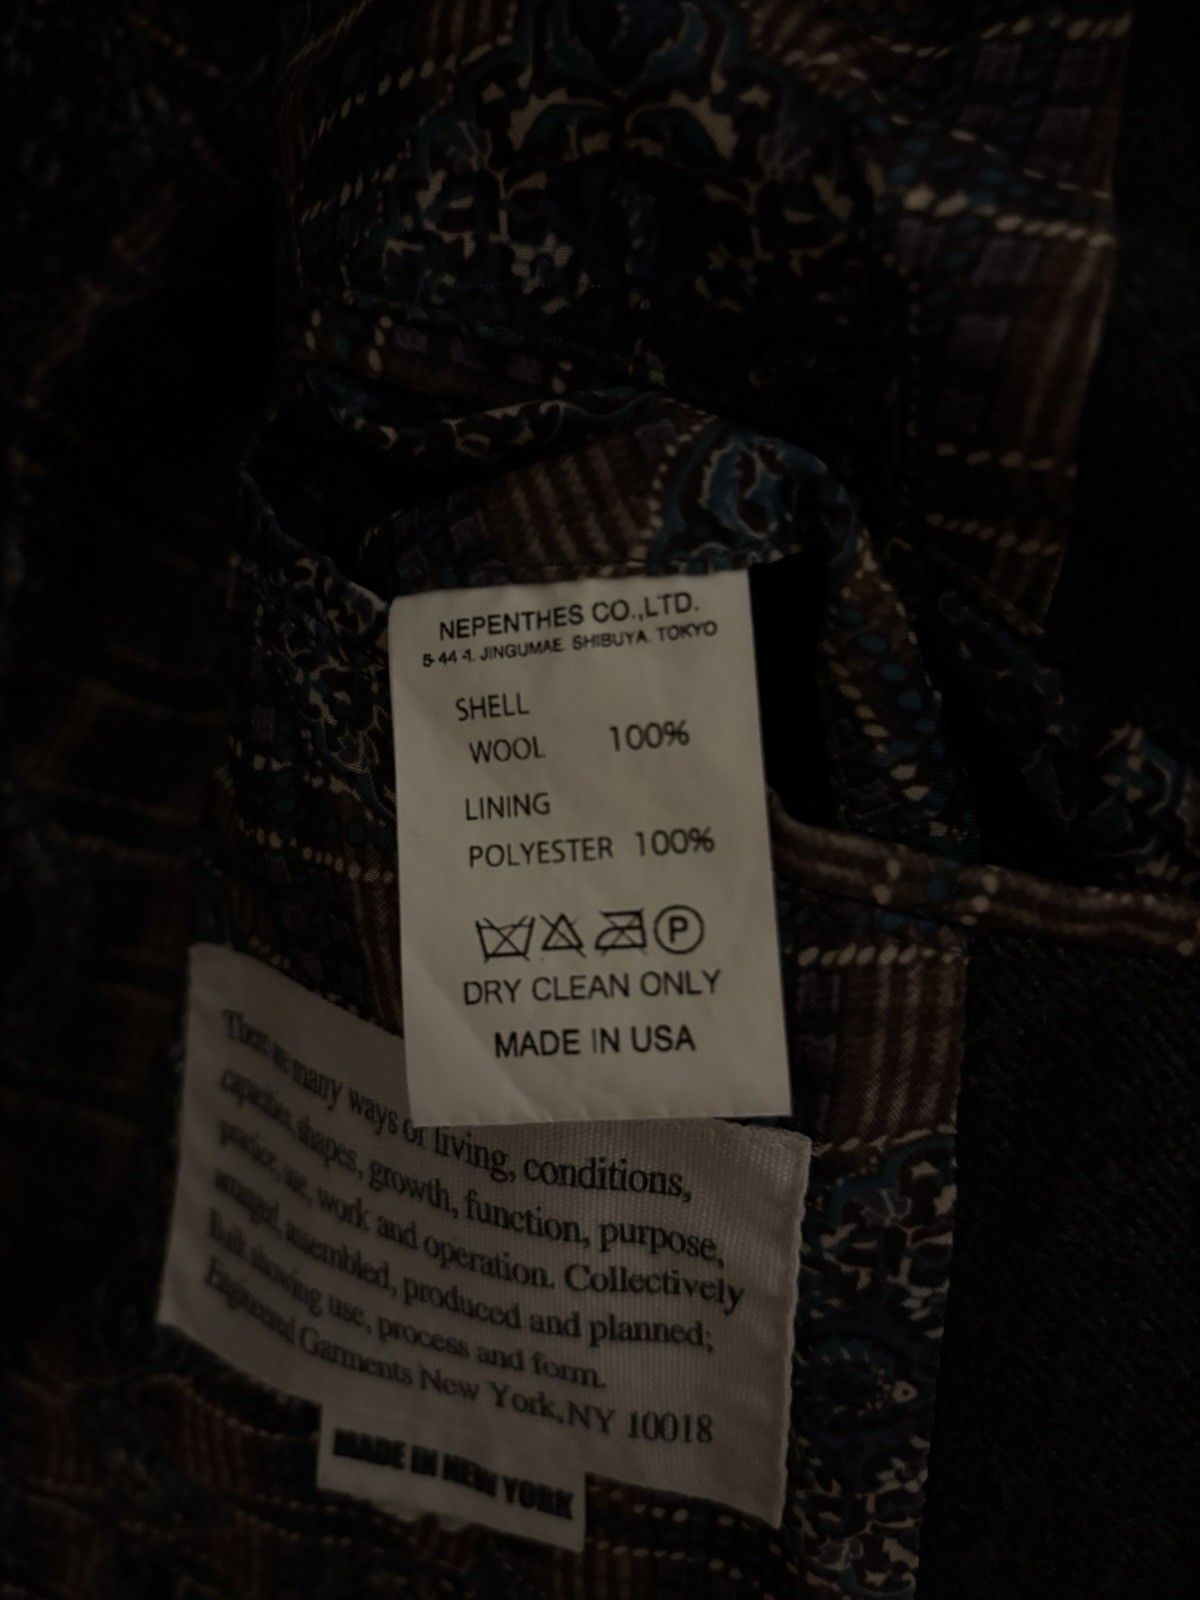 NEPENTHES CO.,LTD.
5-44-1. JINGUMAE. SHIBUYA. TOKYO
SHELL
WOOL 100%
LINING
POLYESTER 100%
P
DRY CLEAN ONLY
MADE IN USA
There are many ways of living, conditions,
capacities, shapes, growth, function, purpose,
practice, use, work and operation. Collectively
arranged, assembled, produced and planned;
Built showing use, process and form.
Engineered Garments New York, NY 10018
MADE IN NEW YORK